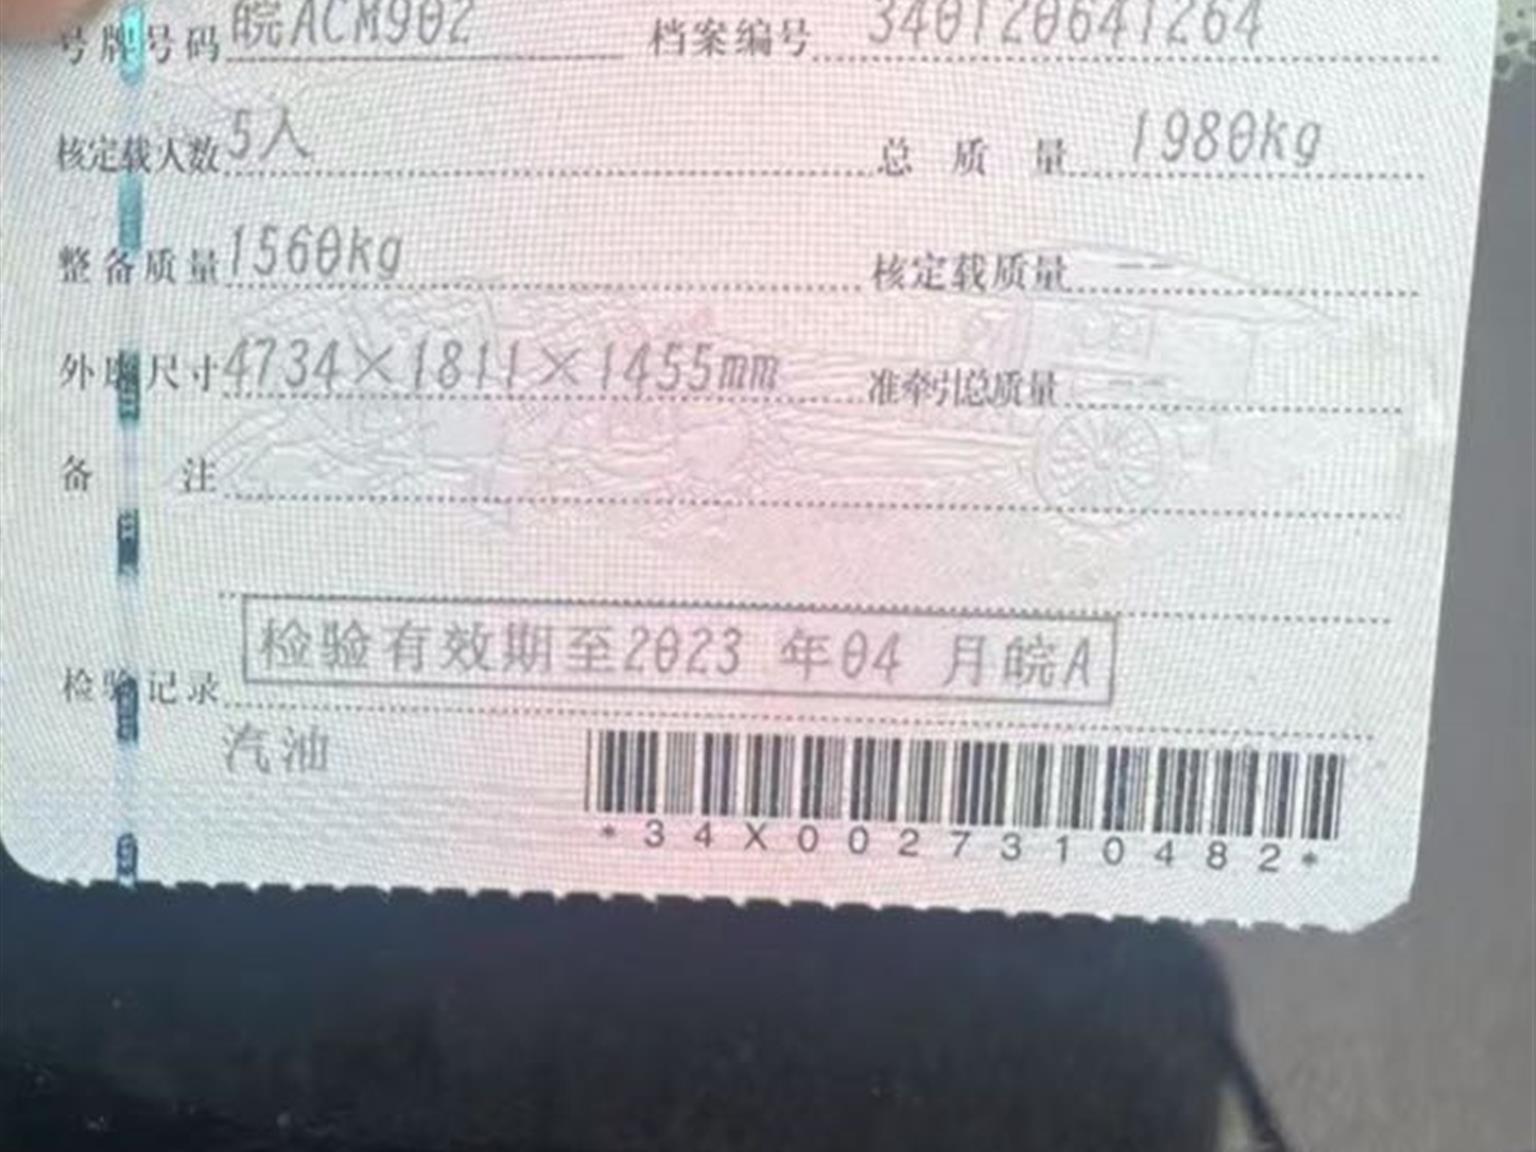 号牌号码 皖ACM902 档案编号 340120641264
核定载人数 5人 总质量 1980kg
整备质量 1560kg 核定载质量 --
外廓尺寸 4734×1811×1455mm 准牵引总质量 --
备注
检验记录 检验有效期至2023 年04 月皖A
汽油
*34X0027310482*